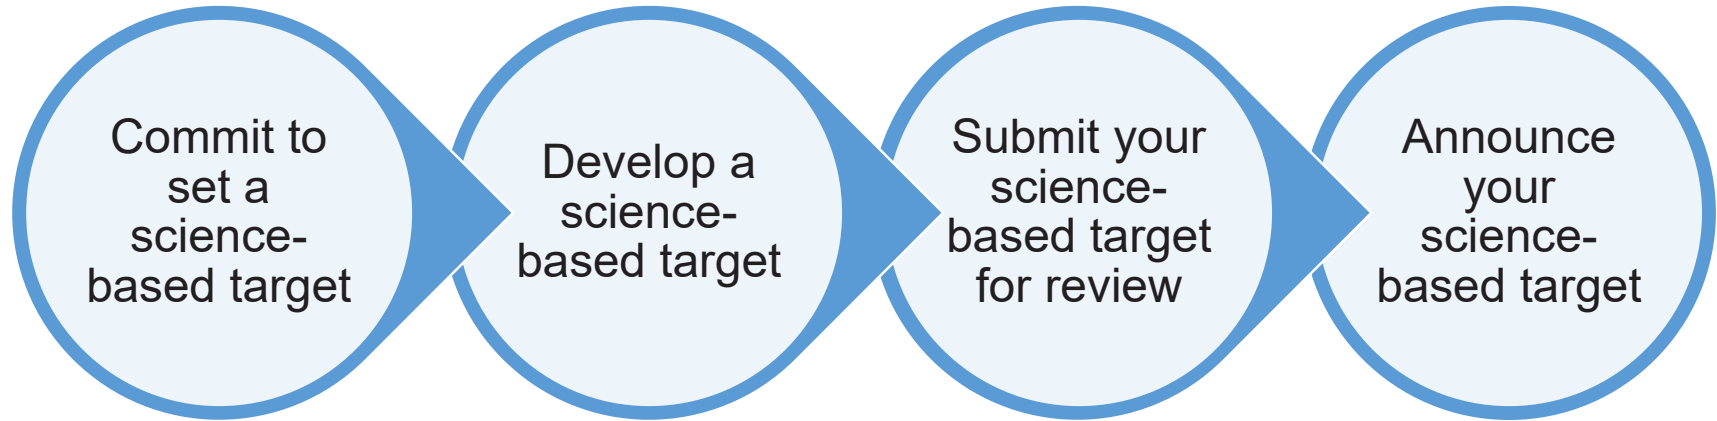 Commit to
set a
science-
based target
Develop a
science-
based target
Submit your
science-
based target
for review
Announce
your
science-
based target